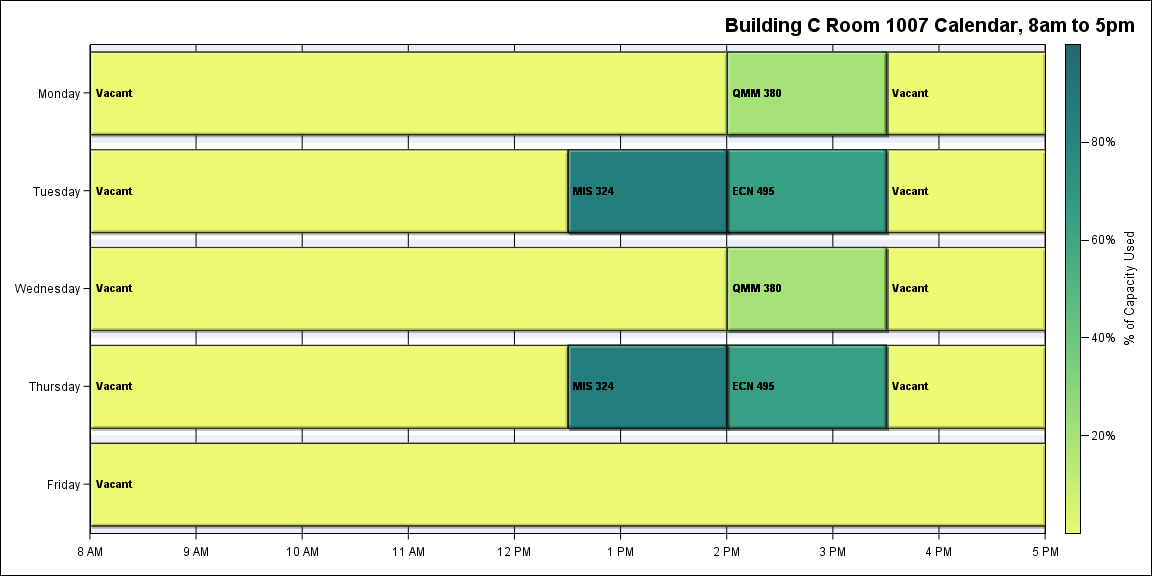 Building C Room 1007 Calendar, 8am to 5pm
Monday Vacant QMM 380 Vacant
Tuesday Vacant MIS 324 ECN 495 Vacant
Wednesday Vacant QMM 380 Vacant
Thursday Vacant MIS 324 ECN 495 Vacant
Friday Vacant
8 AM 9 AM 10 AM 11 AM 12 PM 1 PM 2 PM 3 PM 4 PM 5 PM
80%
60%
40%
20%
% of Capacity Used